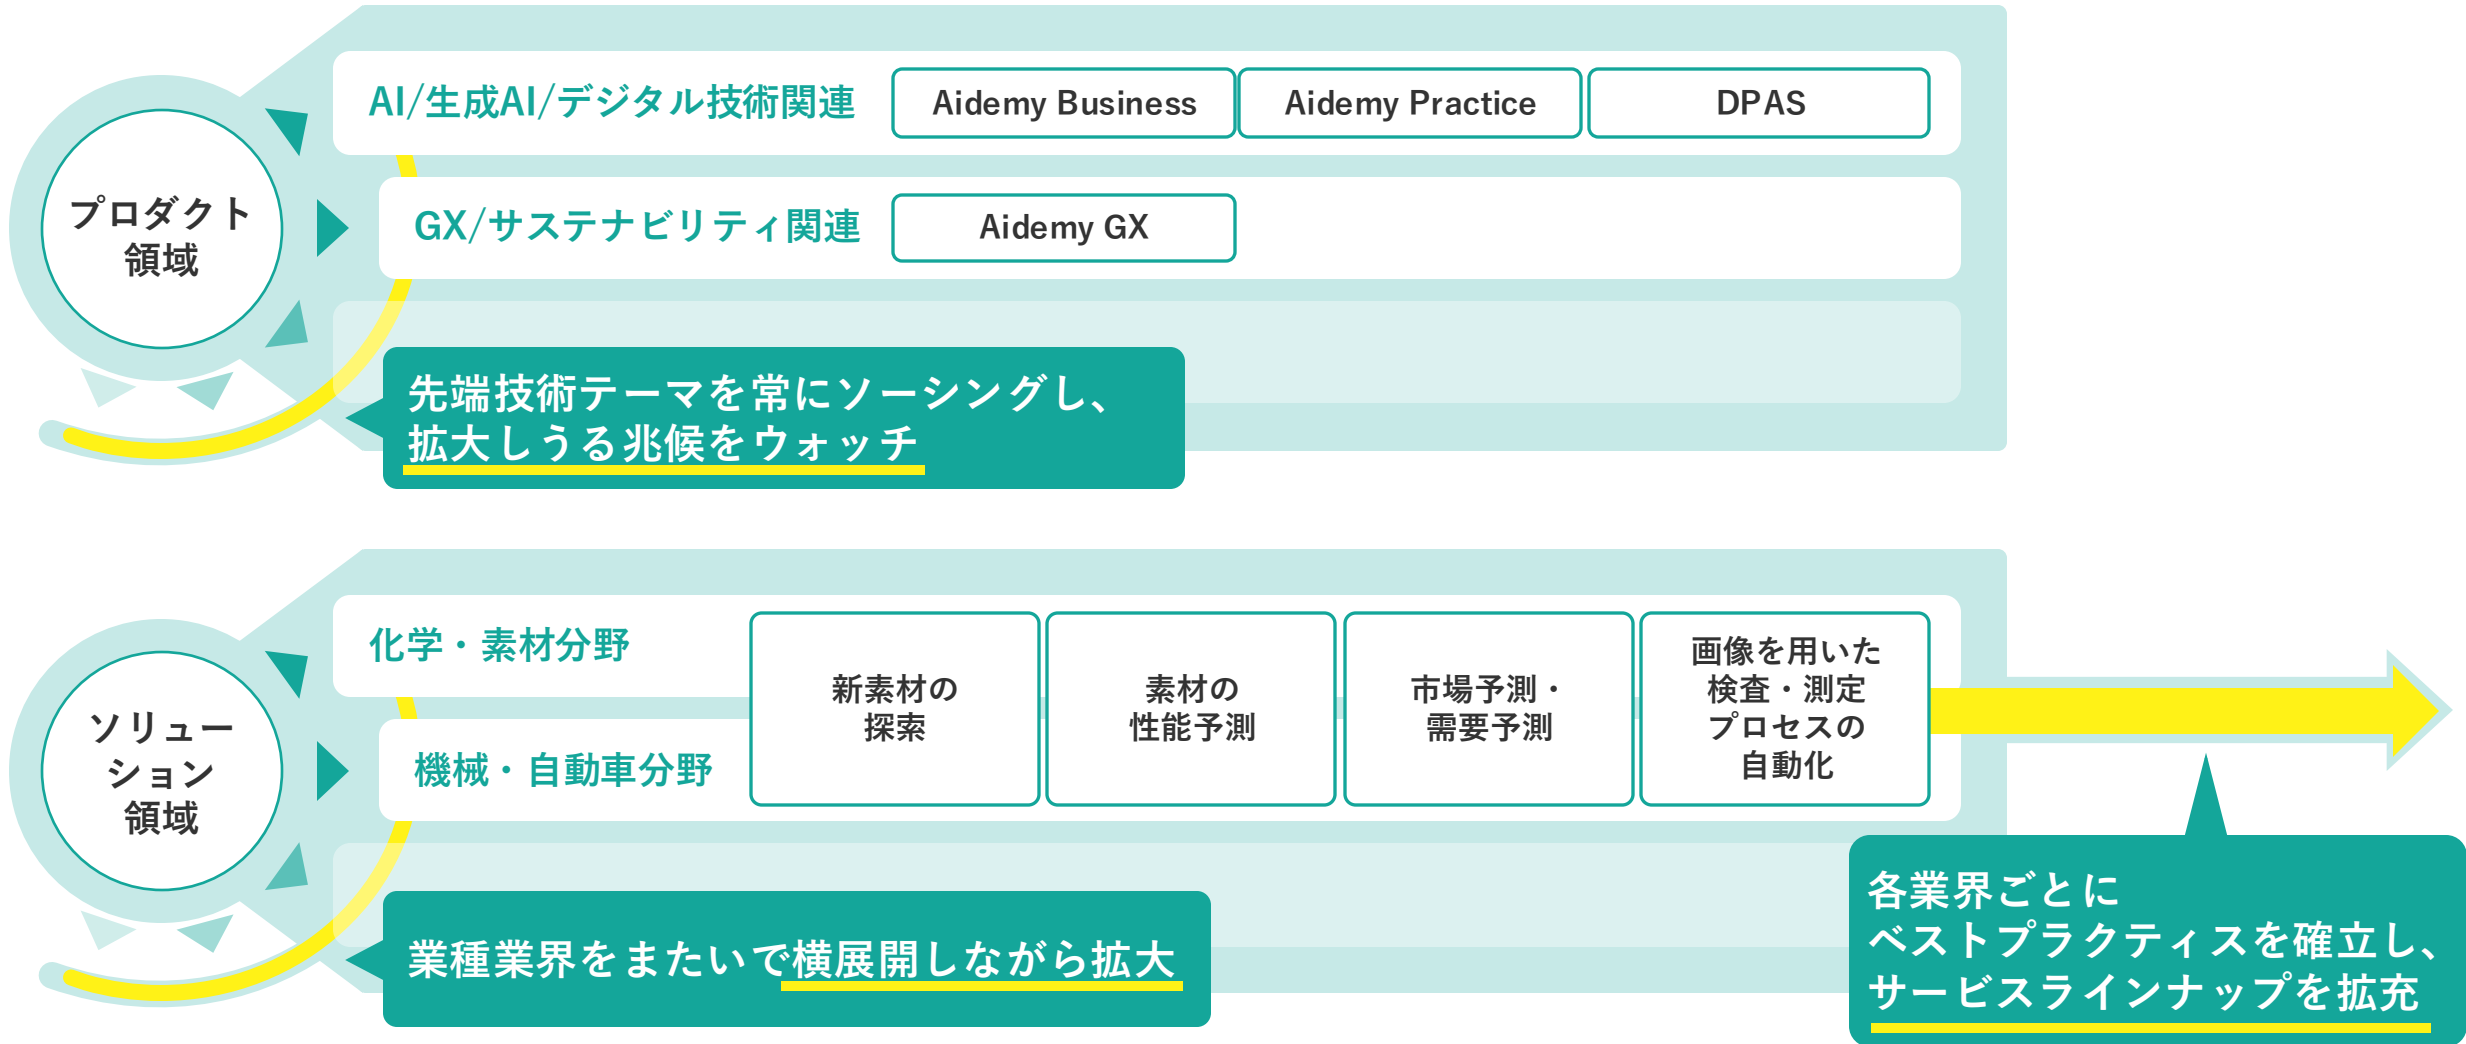 プロダクト
領域
AI/生成AI/デジタル技術関連
Aidemy Business
Aidemy Practice
DPAS
GX/サステナビリティ関連
Aidemy GX
先端技術テーマを常にソーシングし、
拡大しうる兆候をウォッチ
ソリュー
ション
領域
化学・素材分野
機械・自動車分野
新素材の
探索
素材の
性能予測
市場予測・
需要予測
画像を用いた
検査・測定
プロセスの
自動化
業種業界をまたいで横展開しながら拡大
各業界ごとに
ベストプラクティスを確立し、
サービスラインナップを拡充